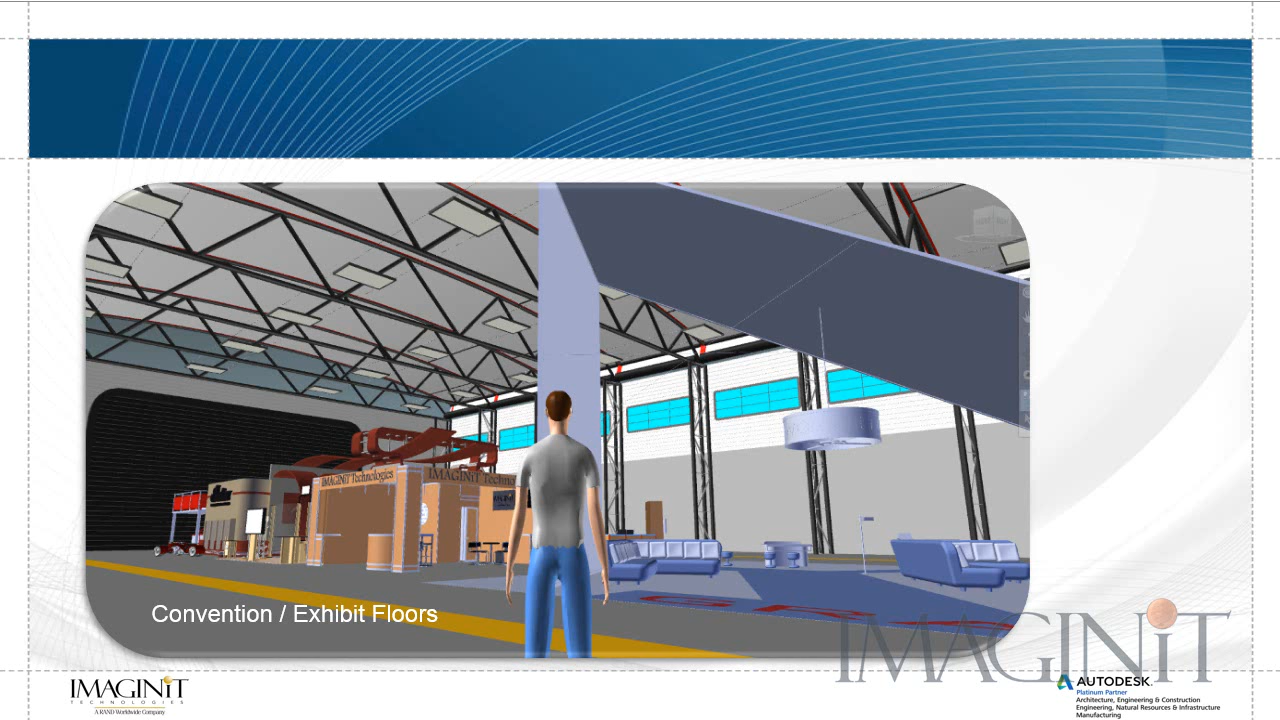 IMAGINiT Technologies
IMAGINiT Techno
Convention / Exhibit Floors
IMAGINiT
IMAGINiT
TECHNOLOGIES
A RAND Worldwide Company
AUTODESK.
Platinum Partner
Architecture, Engineering & Construction
Engineering, Natural Resources & Infrastructure
Manufacturing